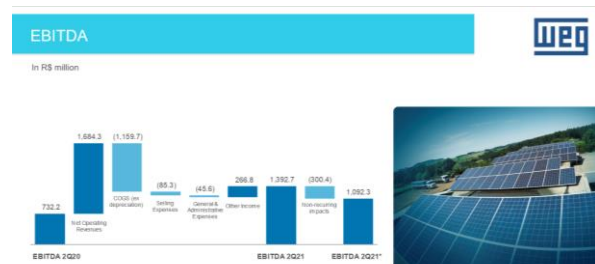 EBITDA
weg
In R$ million
1,684.3 (1,159.7)
266.8 1,392.7 (300.4)
(85.3) (45.6)
1,092.3
732.2
COGS (ex
depreciation)
Selling
Expenses
General &
Administrative
Expenses
Other Income
Non-recurring
impacts
Net Operating
Revenues
EBITDA 2Q20 EBITDA 2Q21 EBITDA 2Q21*